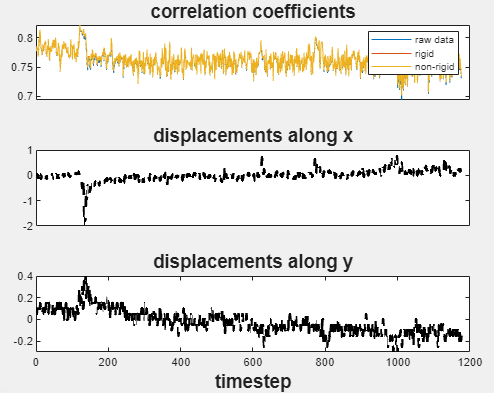 correlation coefficients
0.8
0.75
0.7
raw data
rigid
non-rigid
displacements along x
1
0
-1
-2
displacements along y
0.4
0.2
0
-0.2
0 200 400 600 800 1000 1200
timestep